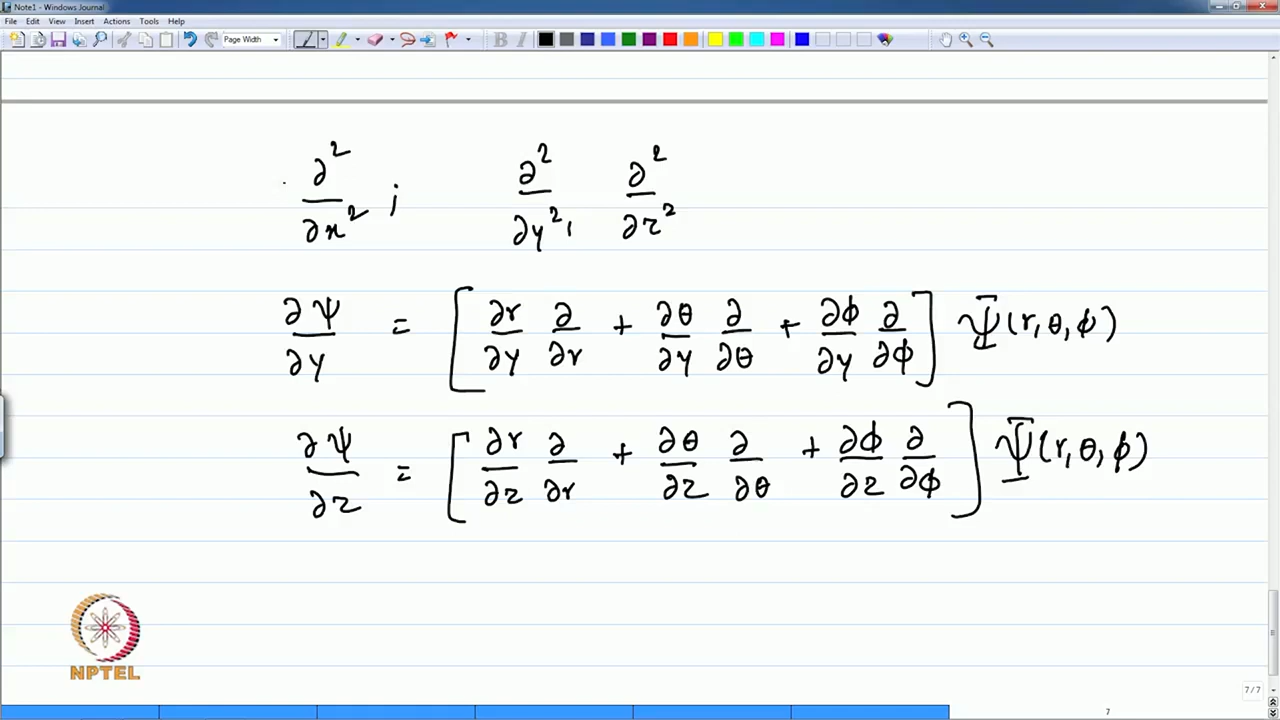 Note1 - Windows Journal
File Edit View Insert Actions Tools Help
Page Width B I
∂²/∂x² ; ∂²/∂y², ∂²/∂z²
∂ψ/∂y = [∂r/∂y ∂/∂r + ∂θ/∂y ∂/∂θ + ∂ϕ/∂y ∂/∂ϕ] Ψ(r, θ, ϕ)
∂ψ/∂z = [∂r/∂z ∂/∂r + ∂θ/∂z ∂/∂θ + ∂ϕ/∂z ∂/∂ϕ] Ψ(r, θ, ϕ)
NPTEL
7/7
7